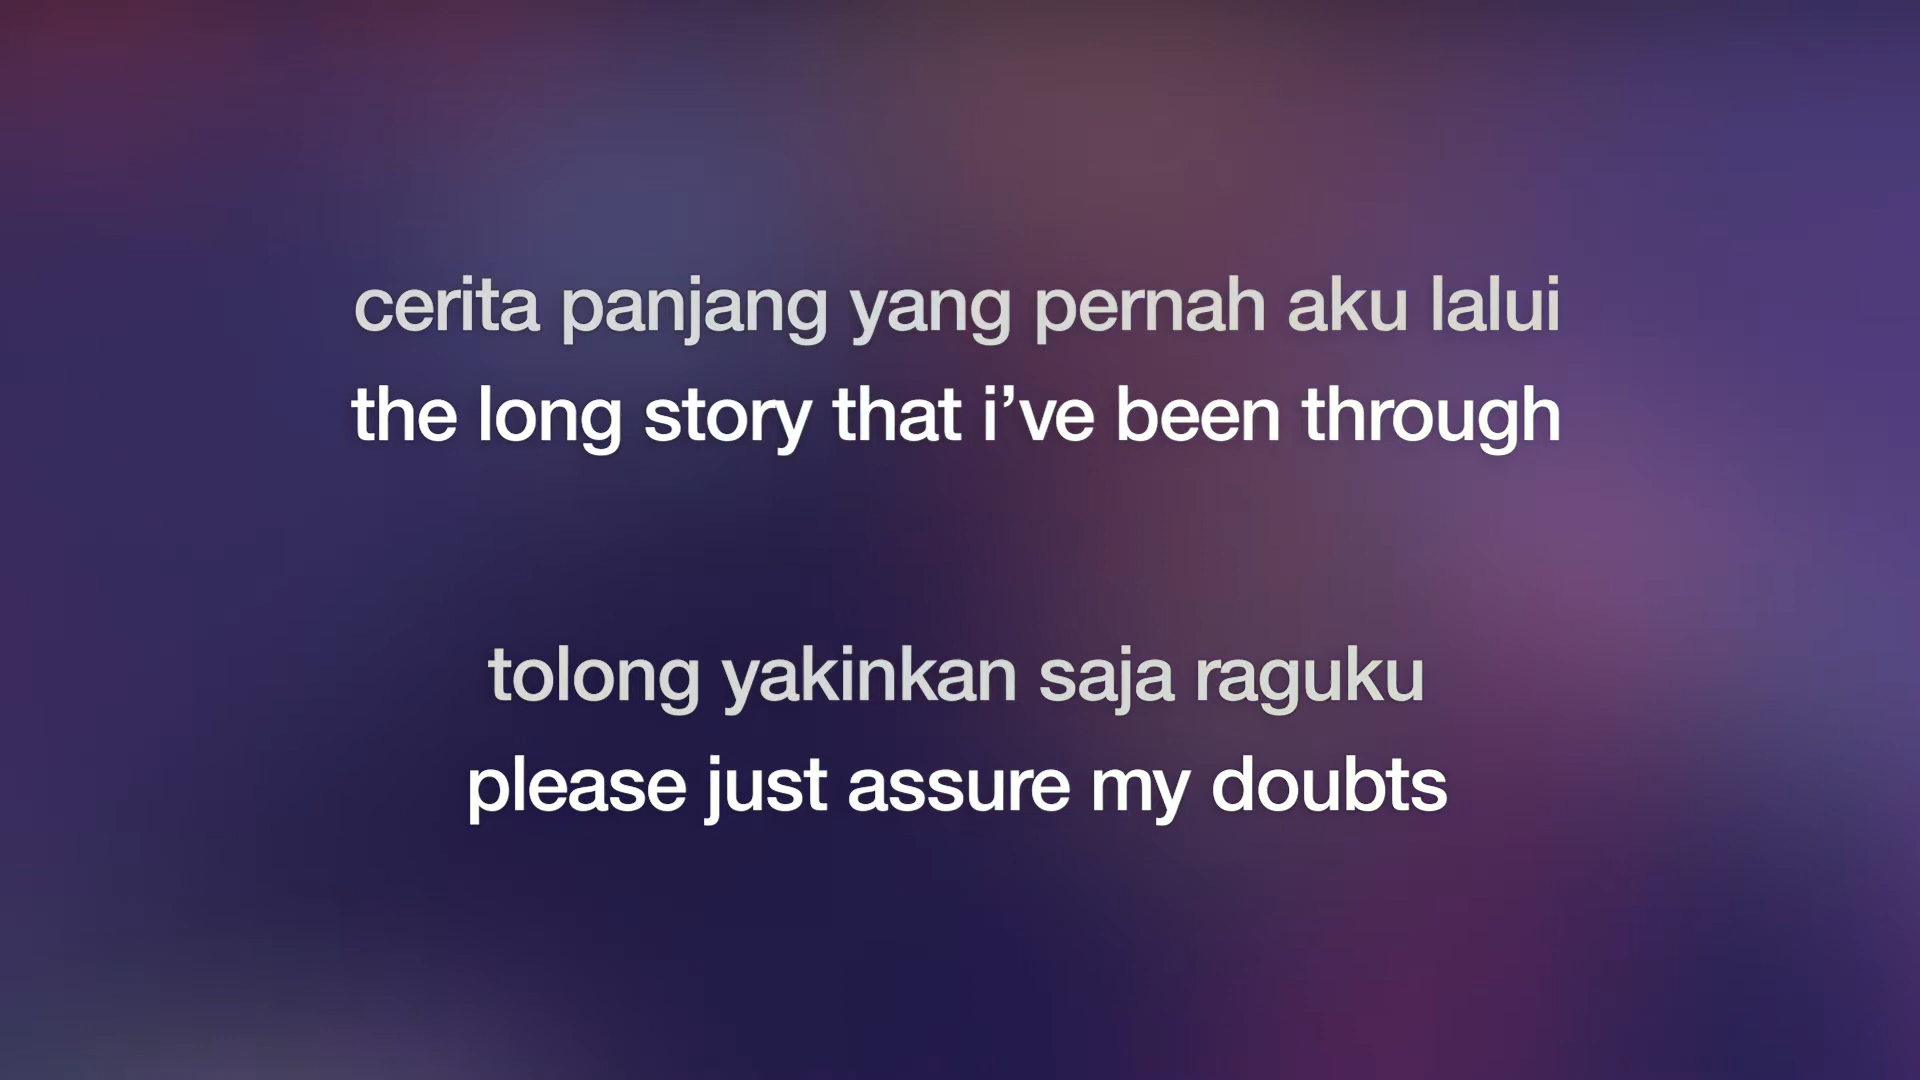 cerita panjang yang pernah aku lalui
the long story that i’ve been through
tolong yakinkan saja raguku
please just assure my doubts